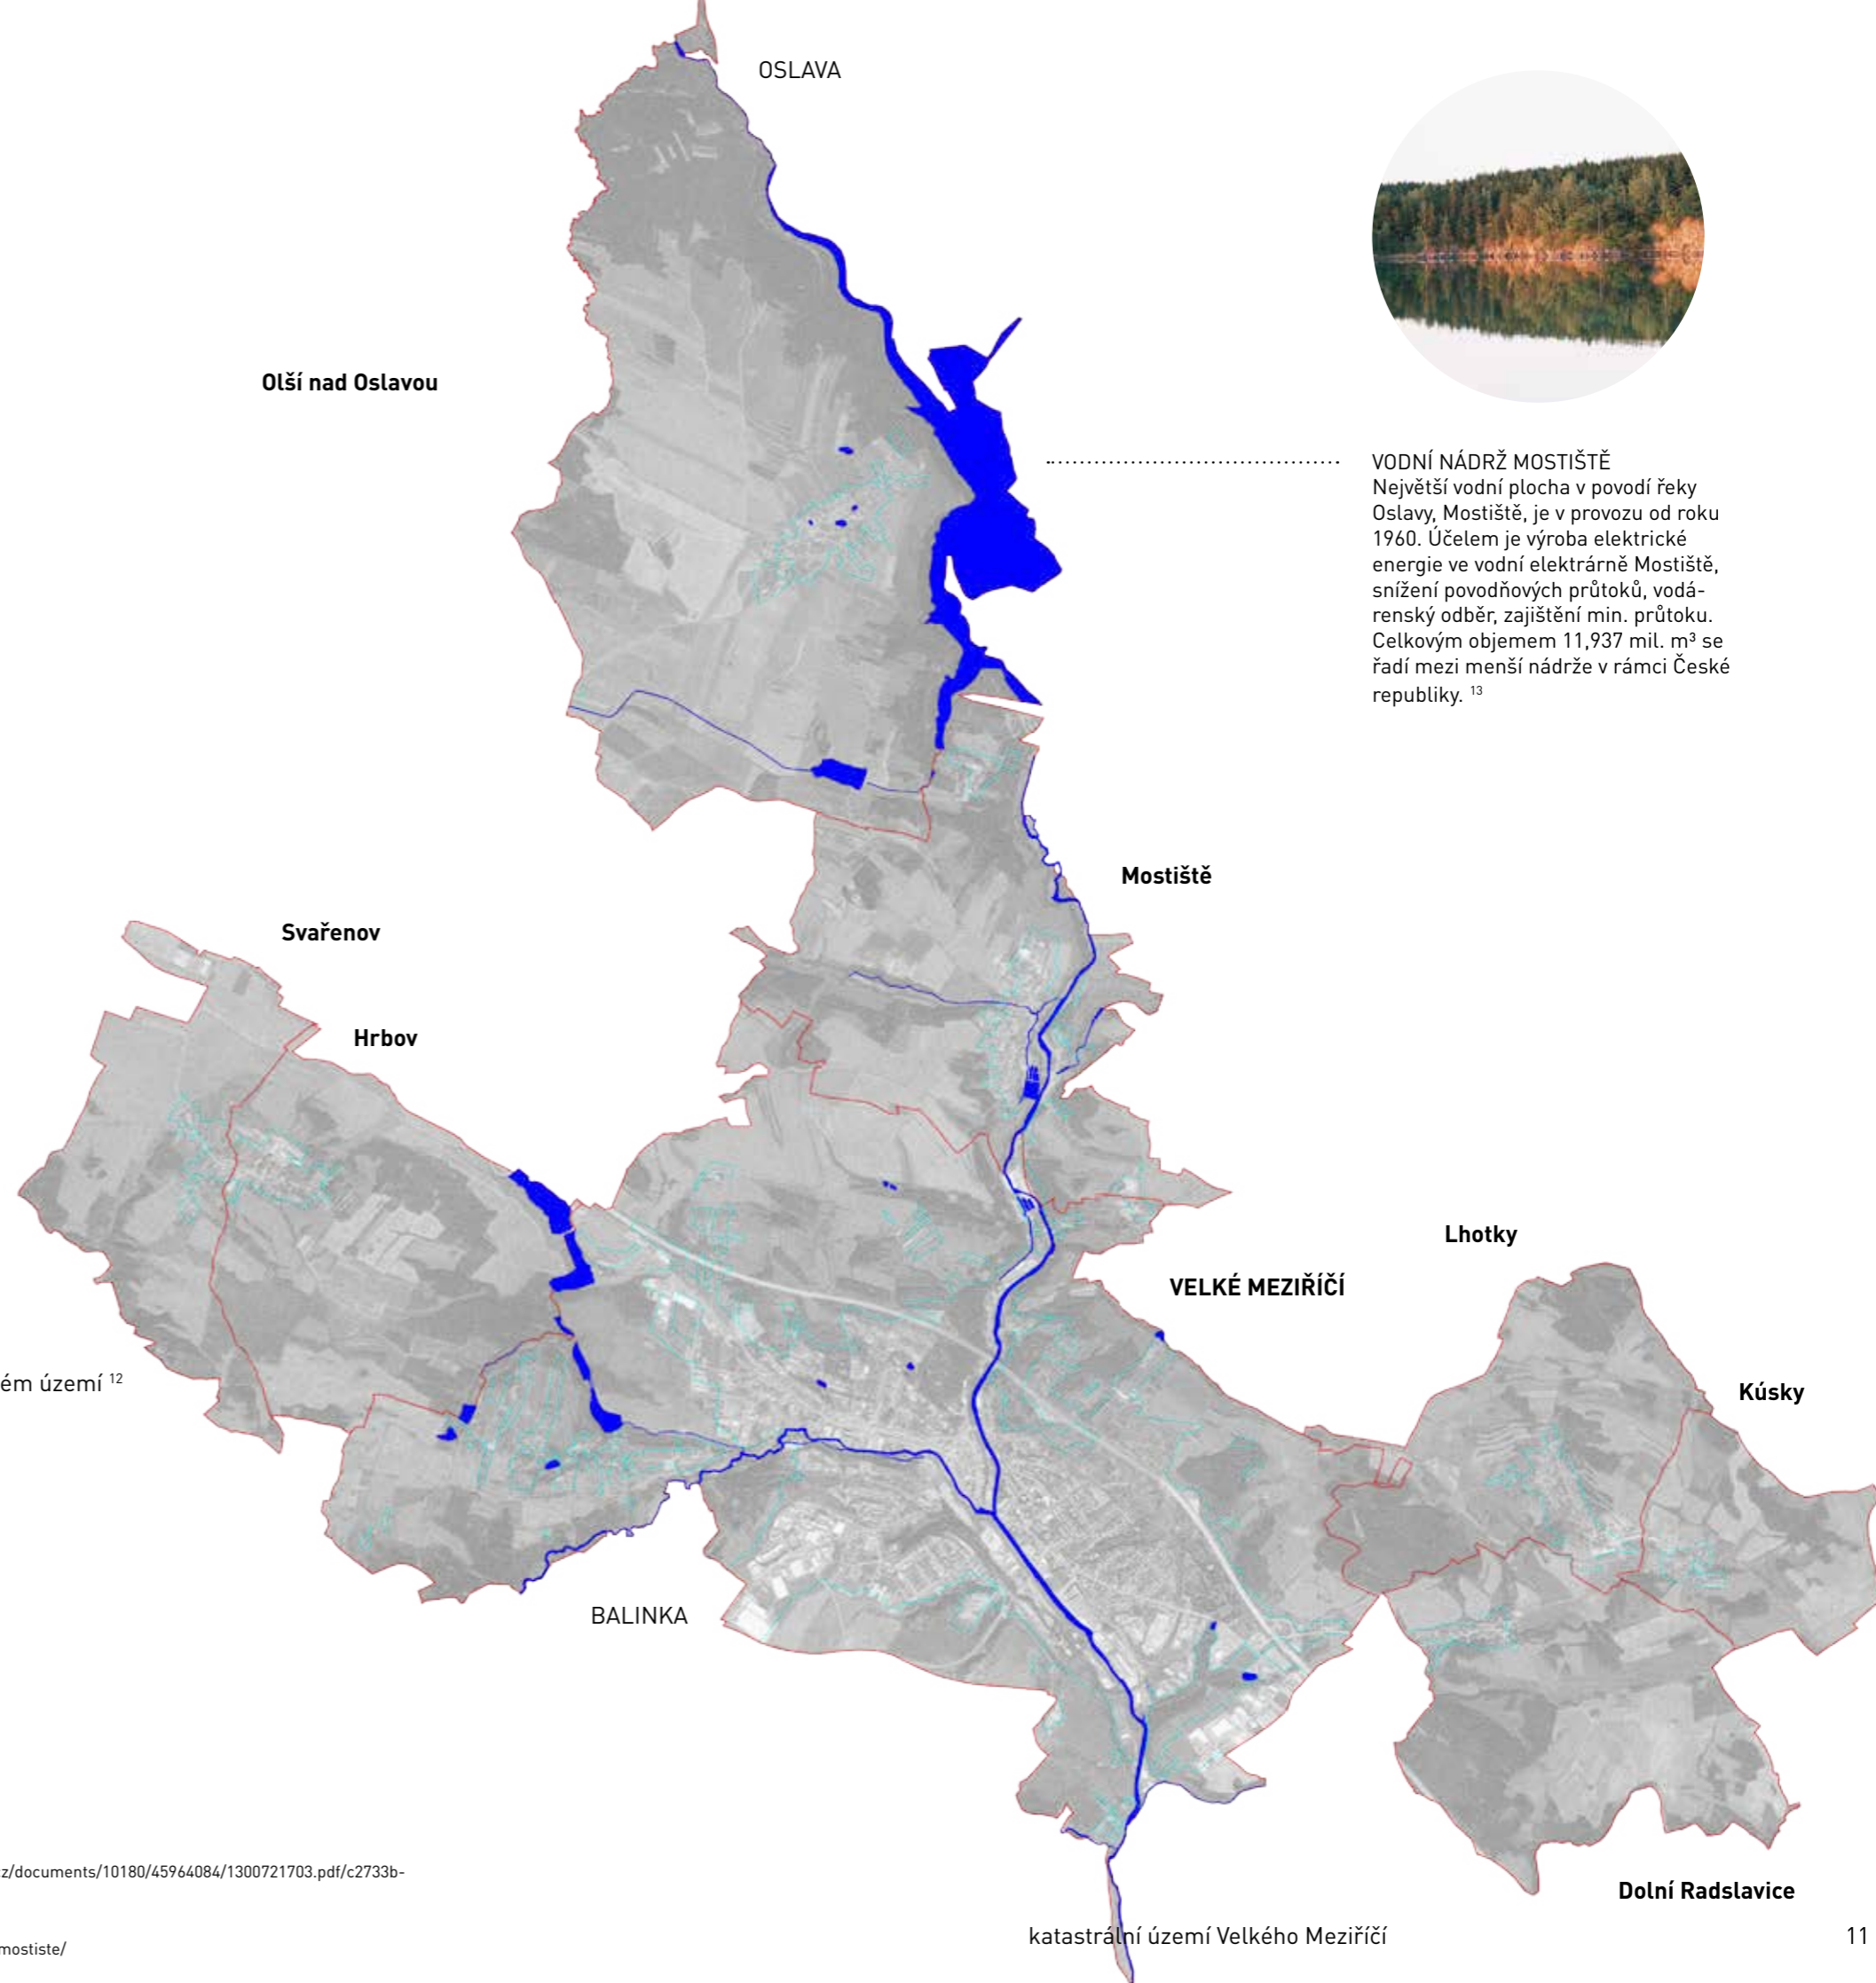 OSLAVA
Olší nad Oslavou
VODNÍ NÁDRŽ MOSTIŠTĚ
Největší vodní plocha v povodí řeky
Oslavy, Mostiště, je v provozu od roku
1960. Účelem je výroba elektrické
energie ve vodní elektrárně Mostiště,
snížení povodňových průtoků, vodá-
renský odběr, zajištění min. průtoku.
Celkovým objemem 11,937 mil. m³ se
řadí mezi menší nádrže v rámci České
republiky. 13
Mostiště
Svařenov
Hrbov
Lhotky
VELKÉ MEZIŘÍČÍ
ém území 12
Kúsky
BALINKA
z/documents/10180/45964084/1300721703.pdf/c2733b-
Dolní Radslavice
katastrální území Velkého Meziříčí
11
mostiste/